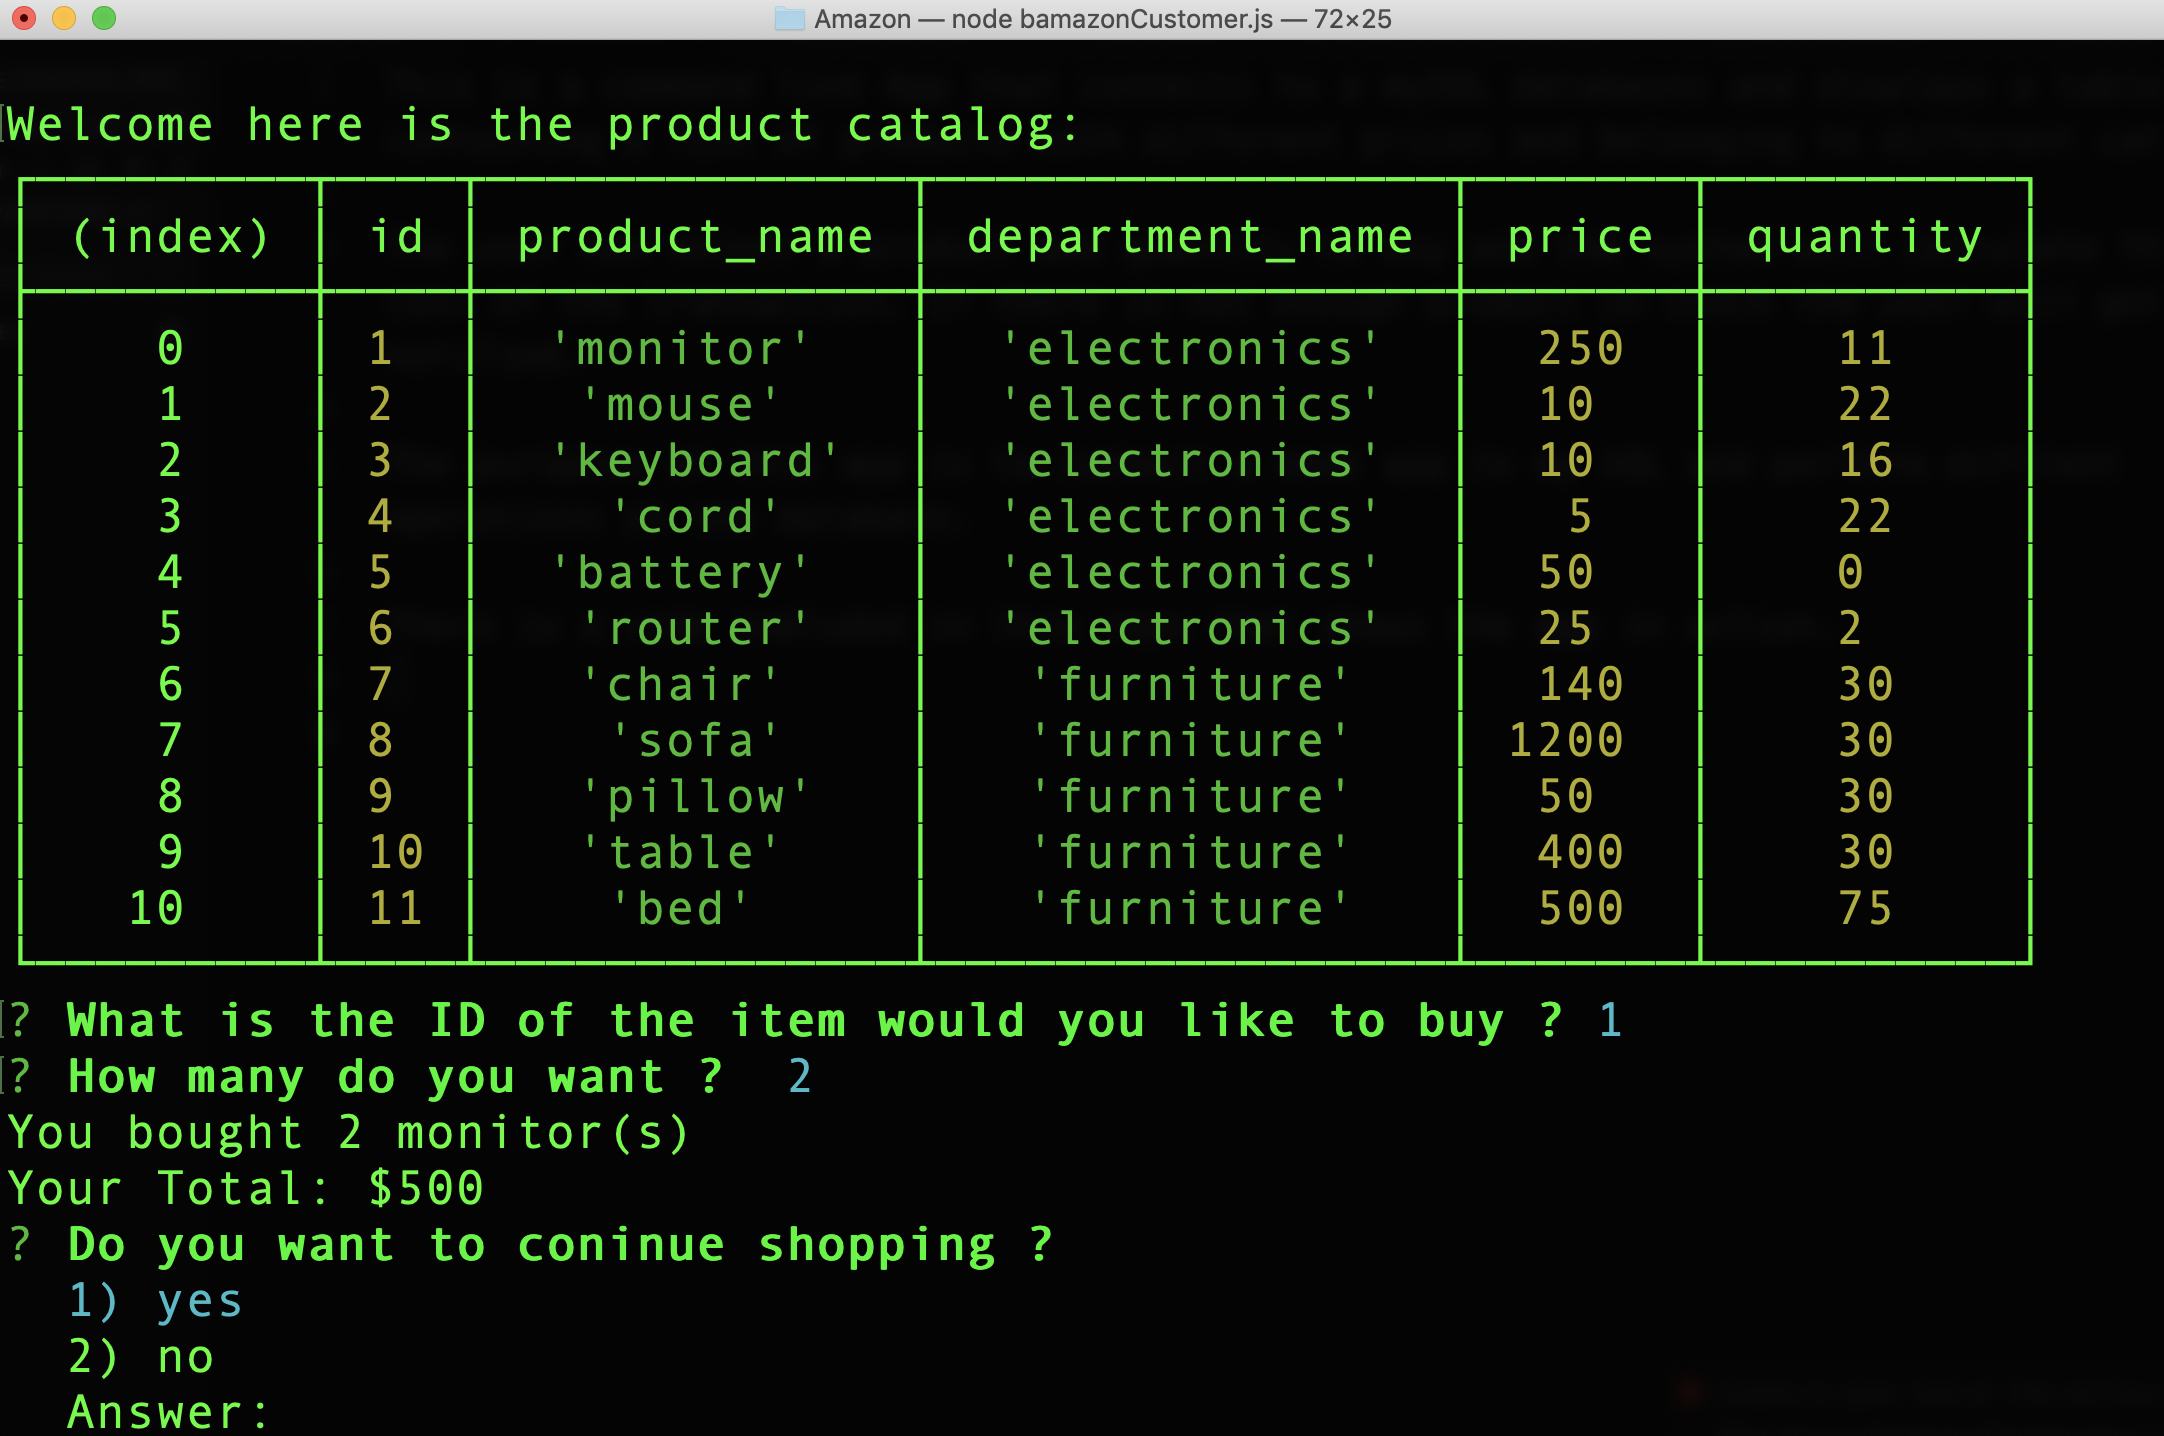 Amazon — node bamazonCustomer.js — 72×25
Welcome here is the product catalog:
(index) id product_name department_name price quantity
0 1 'monitor' 'electronics' 250 11
1 2 'mouse' 'electronics' 10 22
2 3 'keyboard' 'electronics' 10 16
3 4 'cord' 'electronics' 5 22
4 5 'battery' 'electronics' 50 0
5 6 'router' 'electronics' 25 2
6 7 'chair' 'furniture' 140 30
7 8 'sofa' 'furniture' 1200 30
8 9 'pillow' 'furniture' 50 30
9 10 'table' 'furniture' 400 30
10 11 'bed' 'furniture' 500 75
? What is the ID of the item would you like to buy ? 1
? How many do you want ? 2
You bought 2 monitor(s)
Your Total: $500
? Do you want to coninue shopping ?
1) yes
2) no
Answer: